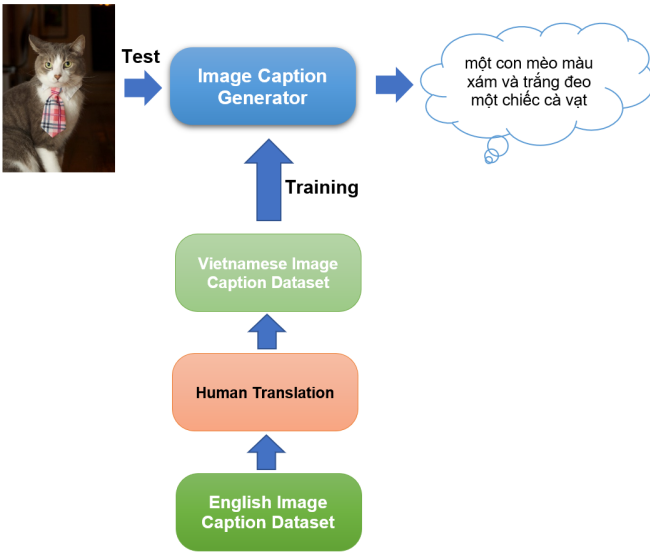 Test
Image Caption
Generator
một con mèo màu
xám và trắng đeo
một chiếc cà vạt
Training
Vietnamese Image
Caption Dataset
Human Translation
English Image
Caption Dataset